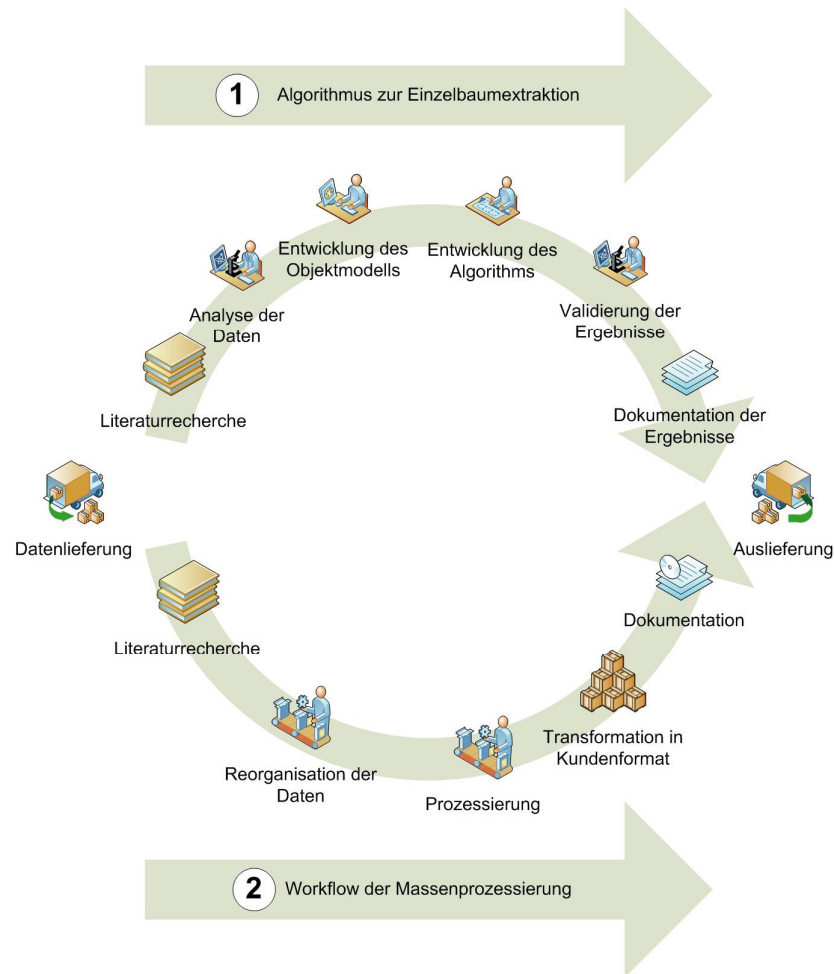 1 Algorithmus zur Einzelbaumextraktion
Entwicklung des
Objektmodells
Entwicklung des
Algorithms
Analyse der
Daten
Validierung der
Ergebnisse
Literaturrecherche
Dokumentation der
Ergebnisse
Datenlieferung
Auslieferung
Literaturrecherche
Dokumentation
Reorganisation der
Daten
Prozessierung
Transformation in
Kundenformat
2 Workflow der Massenprozessierung